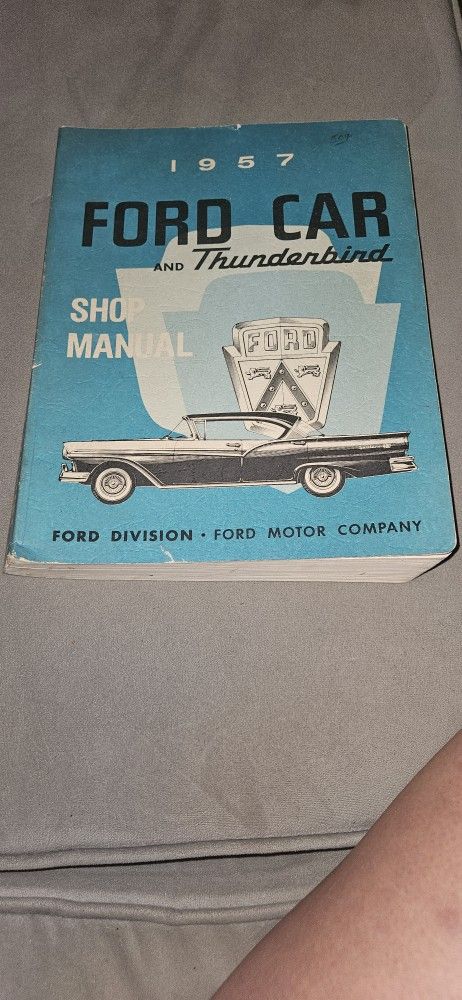 1957
FORD CAR
AND Thunderbird
SHOP
MANUAL
FORD
FORD DIVISION • FORD MOTOR COMPANY